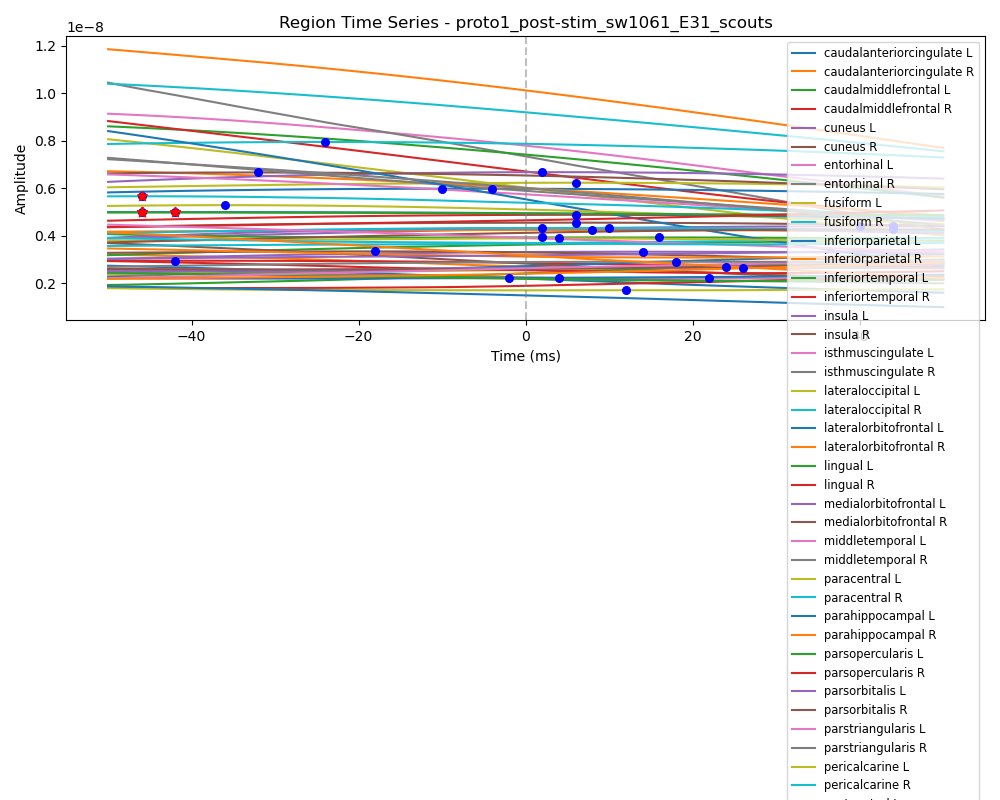 Region Time Series - proto1_post-stim_sw1061_E31_scouts
1e−8
1.2
1.0
0.8
0.6
0.4
0.2
Amplitude
−40
−20
0
20
40
Time (ms)
caudalanteriorcingulate L
caudalanteriorcingulate R
caudalmiddlefrontal L
caudalmiddlefrontal R
cuneus L
cuneus R
entorhinal L
entorhinal R
fusiform L
fusiform R
inferiorparietal L
inferiorparietal R
inferiortemporal L
inferiortemporal R
insula L
insula R
isthmuscingulate L
isthmuscingulate R
lateraloccipital L
lateraloccipital R
lateralorbitofrontal L
lateralorbitofrontal R
lingual L
lingual R
medialorbitofrontal L
medialorbitofrontal R
middletemporal L
middletemporal R
paracentral L
paracentral R
parahippocampal L
parahippocampal R
parsopercularis L
parsopercularis R
parsorbitalis L
parsorbitalis R
parstriangularis L
parstriangularis R
pericalcarine L
pericalcarine R